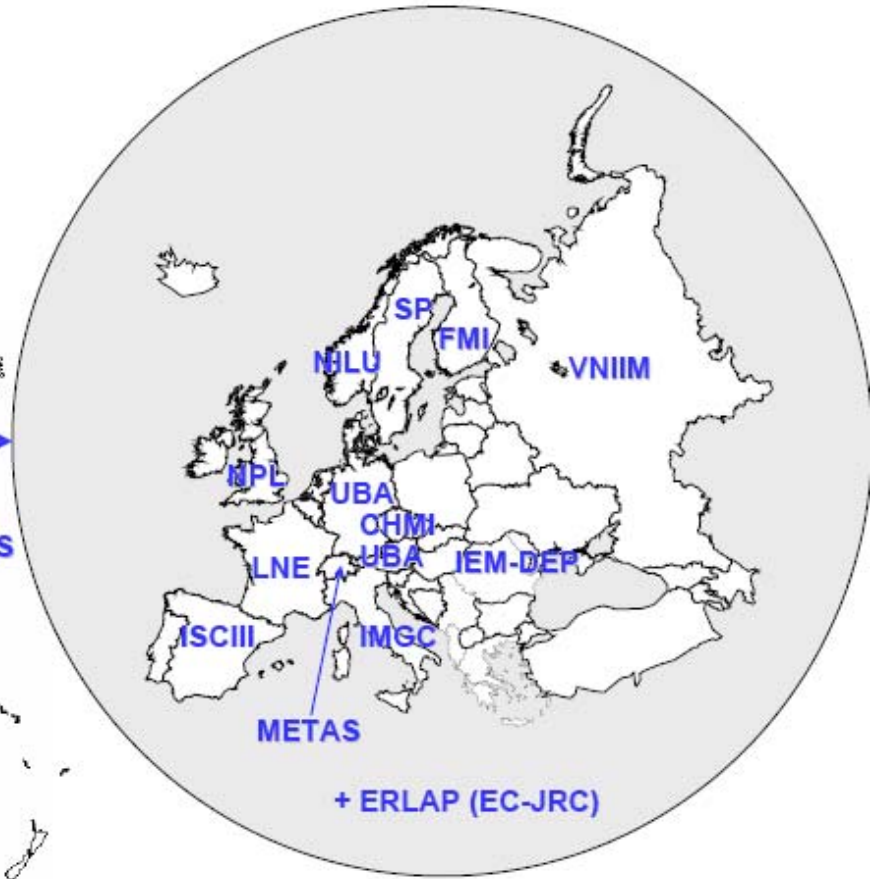 SP
FMI
NILU
VNIIM
NPL
UBA
CHMI
UBA
LNE
IEM-DEP
ISCIII
IMGC
METAS
+ ERLAP (EC-JRC)
S